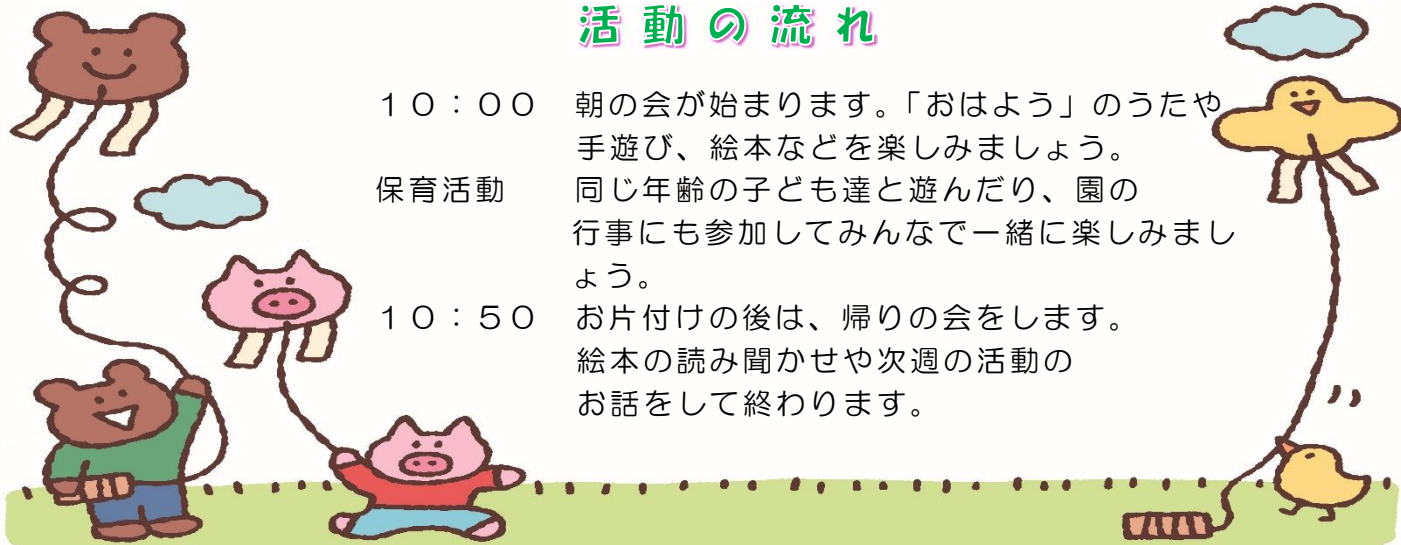 活動の流れ
１０：００　朝の会が始まります。「おはよう」のうたや
手遊び、絵本などを楽しみましょう。
保育活動　　同じ年齢の子ども達と遊んだり、園の
行事にも参加してみんなで一緒に楽しみまし
ょう。
１０：５０　お片付けの後は、帰りの会をします。
絵本の読み聞かせや次週の活動の
お話をして終わります。